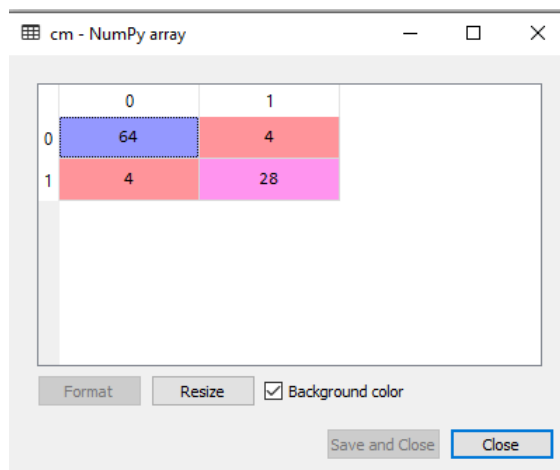 cm - NumPy array
0 1
0 64 4
1 4 28
Format Resize Background color
Save and Close Close